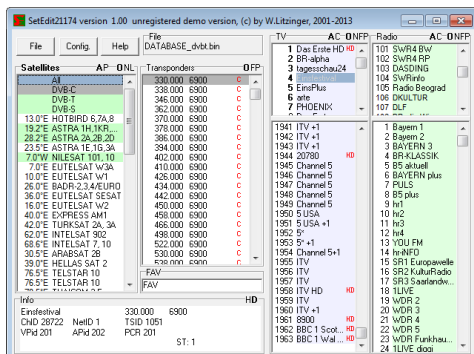 SetEdit21174 version 1.00 unregistered demo version, (c) by W.Litzinger, 2001-2013
File Config. Help
File
DATABASE_dvbt.bin
Satellites AP-ONL
All
DVB-C
DVB-T
DVB-S
13.0°E HOTBIRD 6,7A,8
19.2°E ASTRA 1H,1KR,...
28.2°E ASTRA 2A,2B,2D...
23.5°E ASTRA 1E,1G,3A
7.0°W NILESAT 101, 10
7.0°E EUTELSAT W3A
10.0°E EUTELSAT W1
26.0°E BADR-2,3,4/EURO
36.0°E EUTELSAT SESAT
16.0°E EUTELSAT W2
40.0°E EXPRESS AM1
42.0°E TURKSAT 2A, 3A
66.0°E INTELSAT 902
68.6°E INTELSAT 7, 10
30.5°E ARABSAT 2B
39.0°E HELLAS SAT 2
76.5°E TELSTAR 10
76.5°E TELSTAR 10
Transponders OFP
330.000 6900 C
338.000 6900 C
346.000 6900 C
362.000 6900 C
370.000 6900 C
378.000 6900 C
386.000 6900 C
394.000 6900 C
402.000 6900 C
410.000 6900 C
426.000 6900 C
434.000 6900 C
442.000 6900 C
450.000 6900 C
458.000 6900 C
466.000 6900 C
498.000 6900 C
522.000 6900 C
530.000 6900 C
538.000 6900 C
FAV
FAV
TV AC-ONFP
1 Das Erste HD HD
2 BR-alpha
3 tagesschau24
4 Einsfestival
5 EinsPlus
6 arte
7 PHOENIX
1941 ITV +1
1942 ITV +1
1943 ITV +1
1944 20780 HD
1945 Channel 5
1946 Channel 5
1947 Channel 5
1948 Channel 5
1949 Channel 5
1950 5 USA
1951 5 USA +1
1952 5*
1953 5* +1
1954 Channel 5+1
1955 ITV
1956 ITV
1957 ITV
1958 ITV HD HD
1959 ITV
1960 ITV +1
1961 8900 HD
1962 BBC 1 Scot... HD
1963 BBC 1 Wal ... HD
Radio AC-ONFP
101 SWR4 BW
102 SWR4 RP
103 DASDING
104 SWRinfo
105 Radio Beograd
106 DKULTUR
107 DLF
1 Bayern 1
2 Bayern 2
3 BAYERN 3
4 BR-KLASSIK
5 B5 aktuell
6 BAYERN plus
7 PULS
8 B5 plus
9 hr1
10 hr2
11 hr3
12 hr4
13 YOU FM
14 hr-iNFO
15 SR1 Europawelle
16 SR2 KulturRadio
17 SR3 Saarlandw...
18 1LIVE
19 WDR 2
20 WDR 3
21 WDR 4
22 WDR 5
23 WDR Funkhau...
24 1LIVE diggi
Info HD-
Einsfestival 330.000 6900
ChID 28722 NetID 1 TSID 1051
VPid 201 APid 202 PCR 201
ST: 1